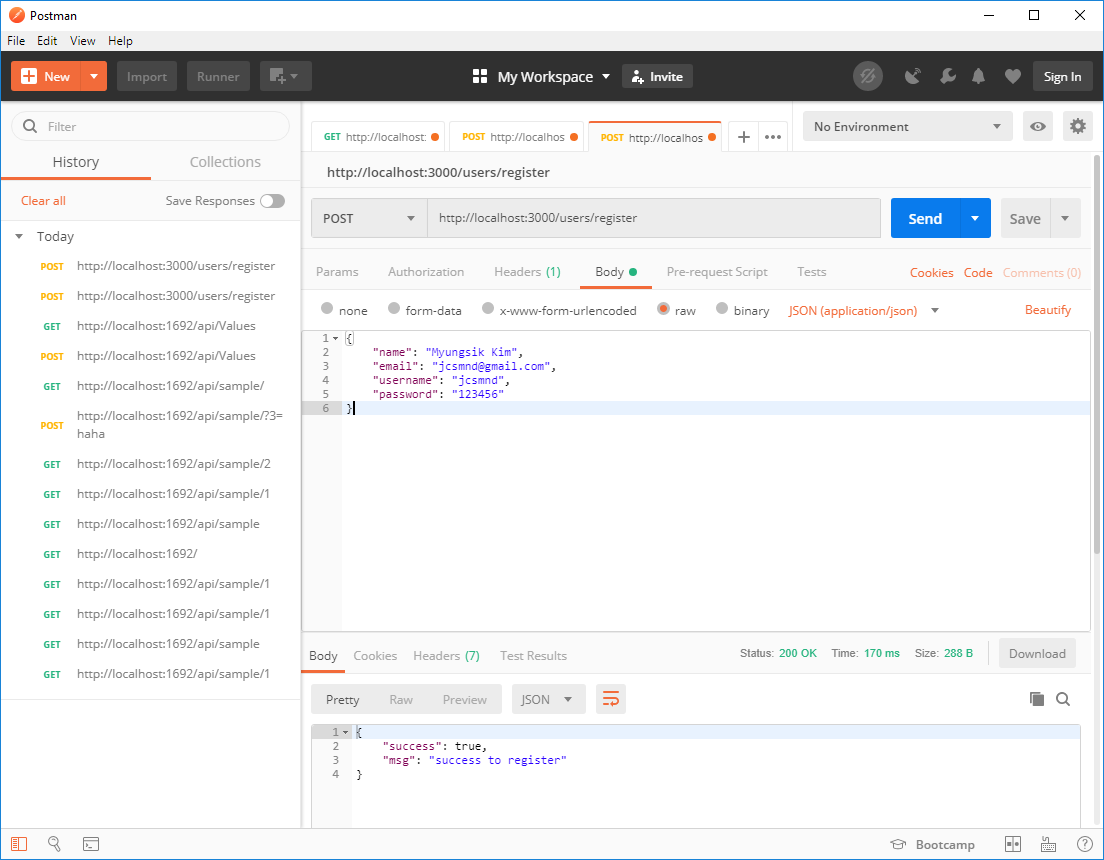 Postman
File Edit View Help
New Import Runner My Workspace Invite Sign In
Filter
History Collections
Clear all Save Responses
Today
POST http://localhost:3000/users/register
POST http://localhost:3000/users/register
GET http://localhost:1692/api/Values
POST http://localhost:1692/api/Values
GET http://localhost:1692/api/sample/
POST http://localhost:1692/api/sample/?3=
haha
GET http://localhost:1692/api/sample/2
GET http://localhost:1692/api/sample/1
GET http://localhost:1692/api/sample
GET http://localhost:1692/
GET http://localhost:1692/api/sample/1
GET http://localhost:1692/api/sample/1
GET http://localhost:1692/api/sample
GET http://localhost:1692/api/sample/1
GET http://localhost: POST http://localhos POST http://localhos
No Environment
http://localhost:3000/users/register
POST http://localhost:3000/users/register Send Save
Params Authorization Headers (1) Body Pre-request Script Tests Cookies Code Comments (0)
none form-data x-www-form-urlencoded raw binary JSON (application/json) Beautify
1 {
2 "name": "Myungsik Kim",
3 "email": "jcsmnd@gmail.com",
4 "username": "jcsmnd",
5 "password": "123456"
6 }
Body Cookies Headers (7) Test Results Status: 200 OK Time: 170 ms Size: 288 B Download
Pretty Raw Preview JSON
1 {
2 "success": true,
3 "msg": "success to register"
4 }
Bootcamp